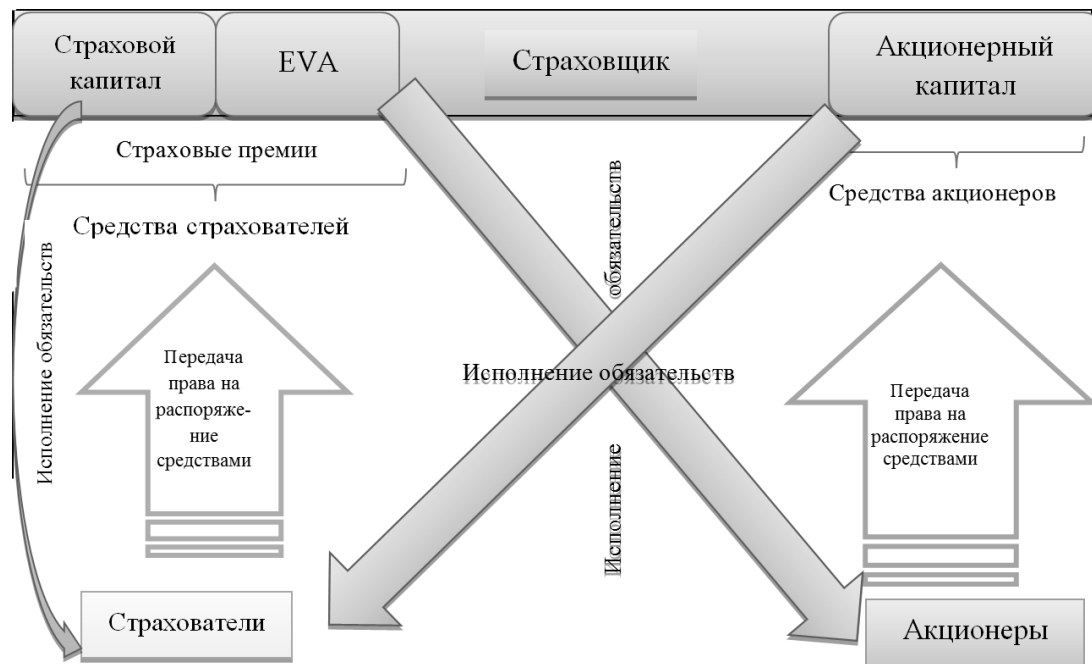 Страховой
капитал
EVA
Страховщик
Акционерный
капитал
Страховые премии
Средства страхователей
Средства акционеров
Исполнение обязательств
обязательств
Передача
права на
распоряже-
ние
средствами
Исполнение обязательств
Передача
права на
распоряжение
средствами
Исполнение
Страхователи
Акционеры